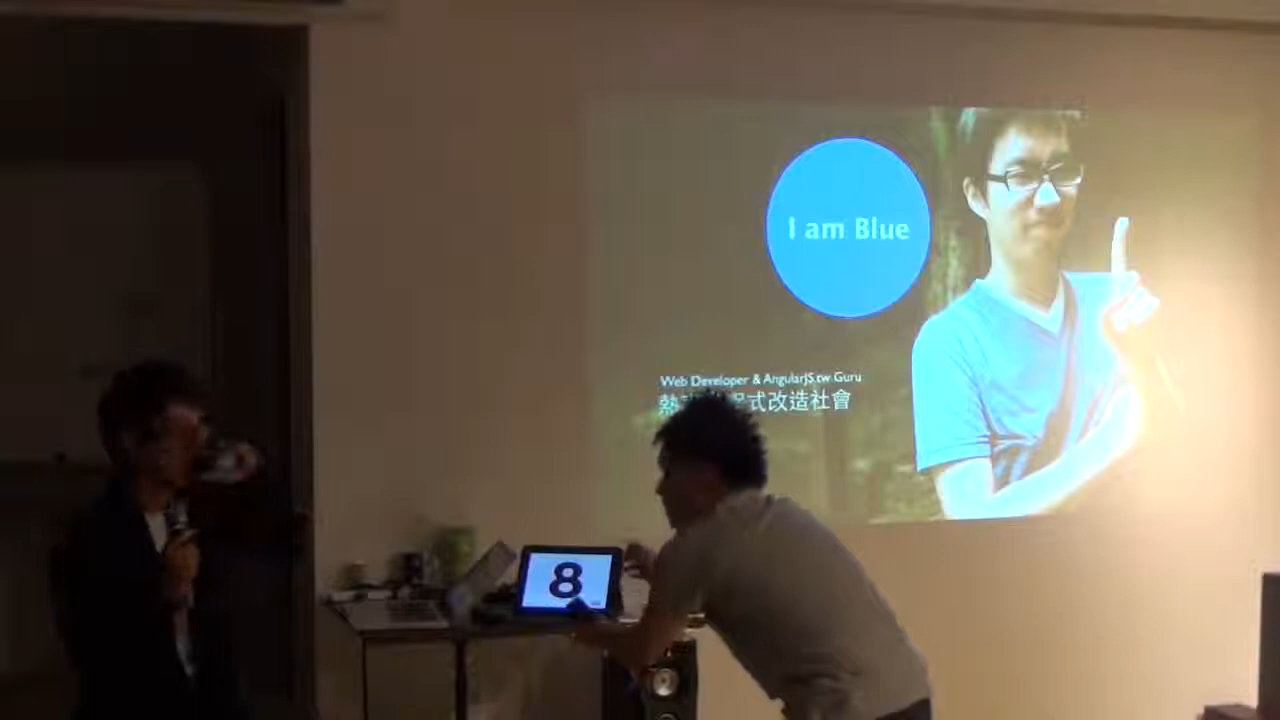 I am Blue
Web Developer & AngularJS.tw Guru
熱 式改造社會
8